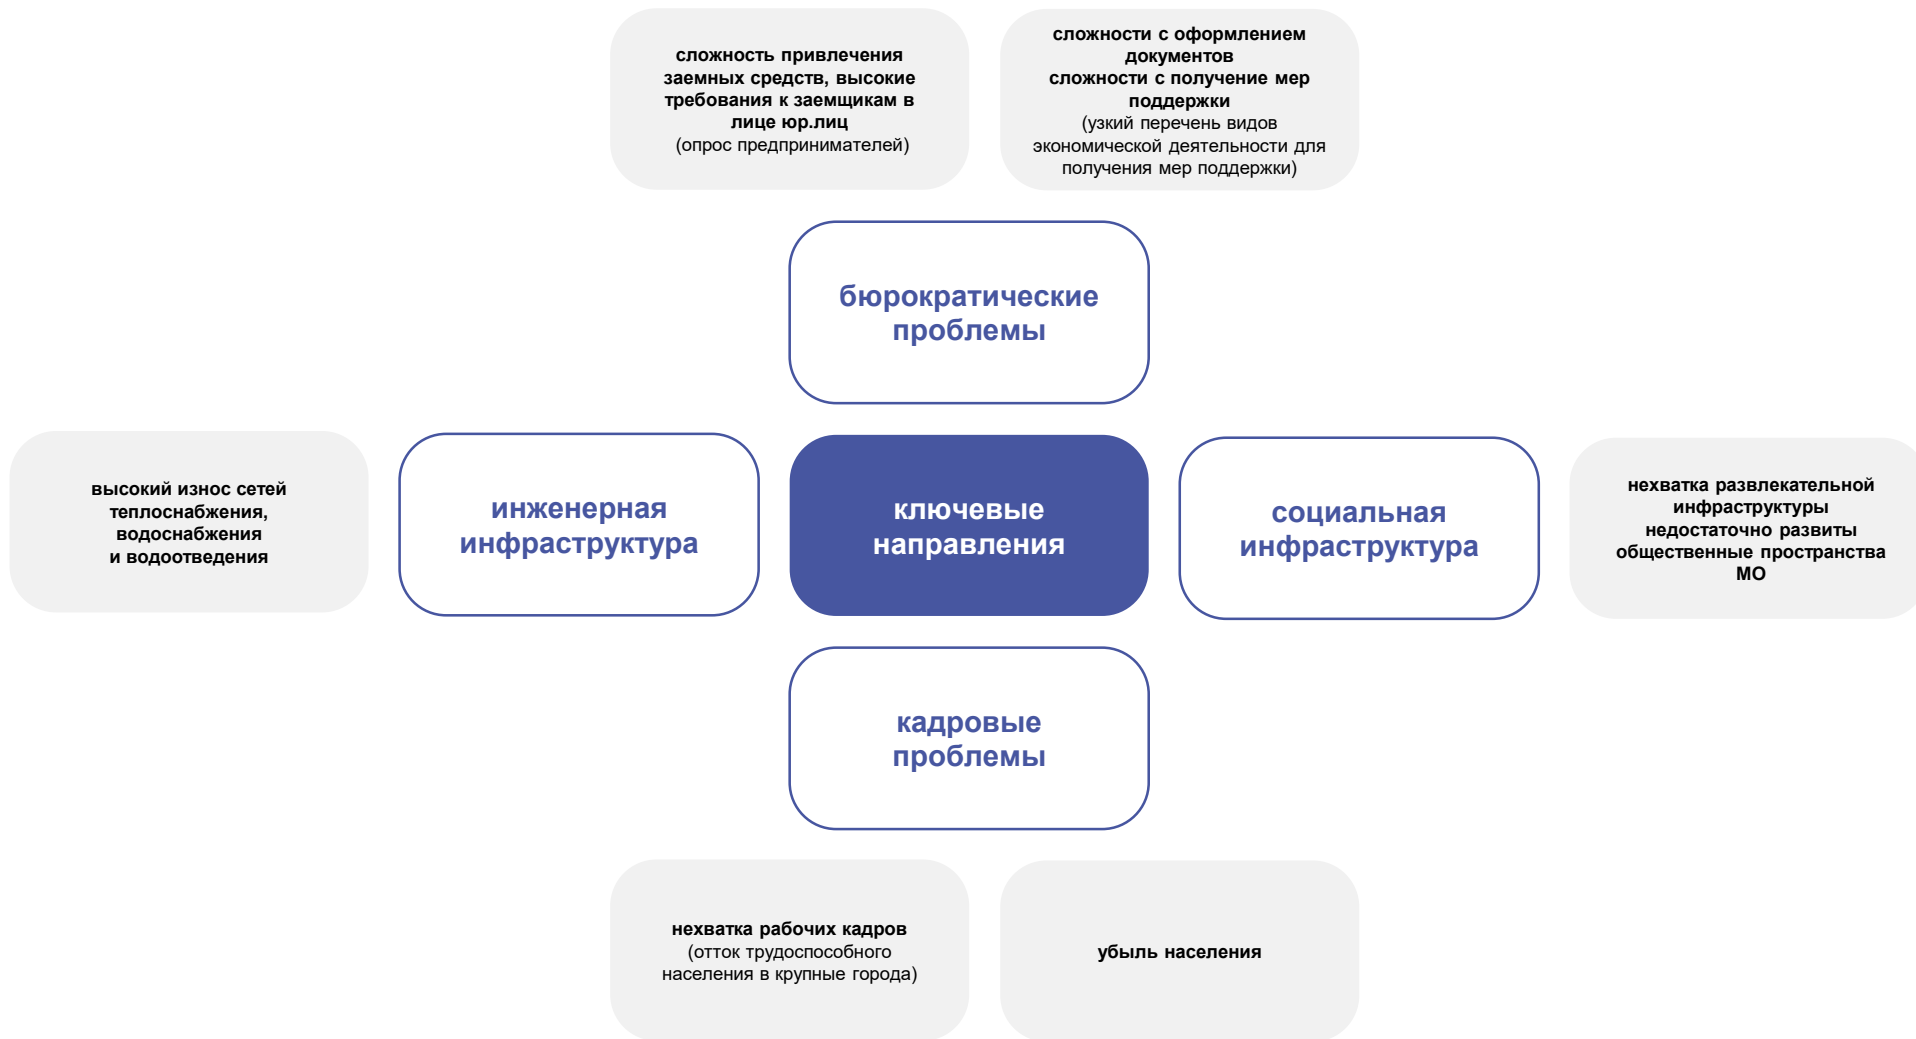 сложность привлечения
заемных средств, высокие
требования к заемщикам в
лице юр.лиц
(опрос предпринимателей)
сложности с оформлением
документов
сложности с получение мер
поддержки
(узкий перечень видов
экономической деятельности для
получения мер поддержки)
бюрократические
проблемы
высокий износ сетей
теплоснабжения,
водоснабжения
и водоотведения
инженерная
инфраструктура
ключевые
направления
социальная
инфраструктура
нехватка развлекательной
инфраструктуры
недостаточно развиты
общественные пространства
МО
кадровые
проблемы
нехватка рабочих кадров
(отток трудоспособного
населения в крупные города)
убыль населения